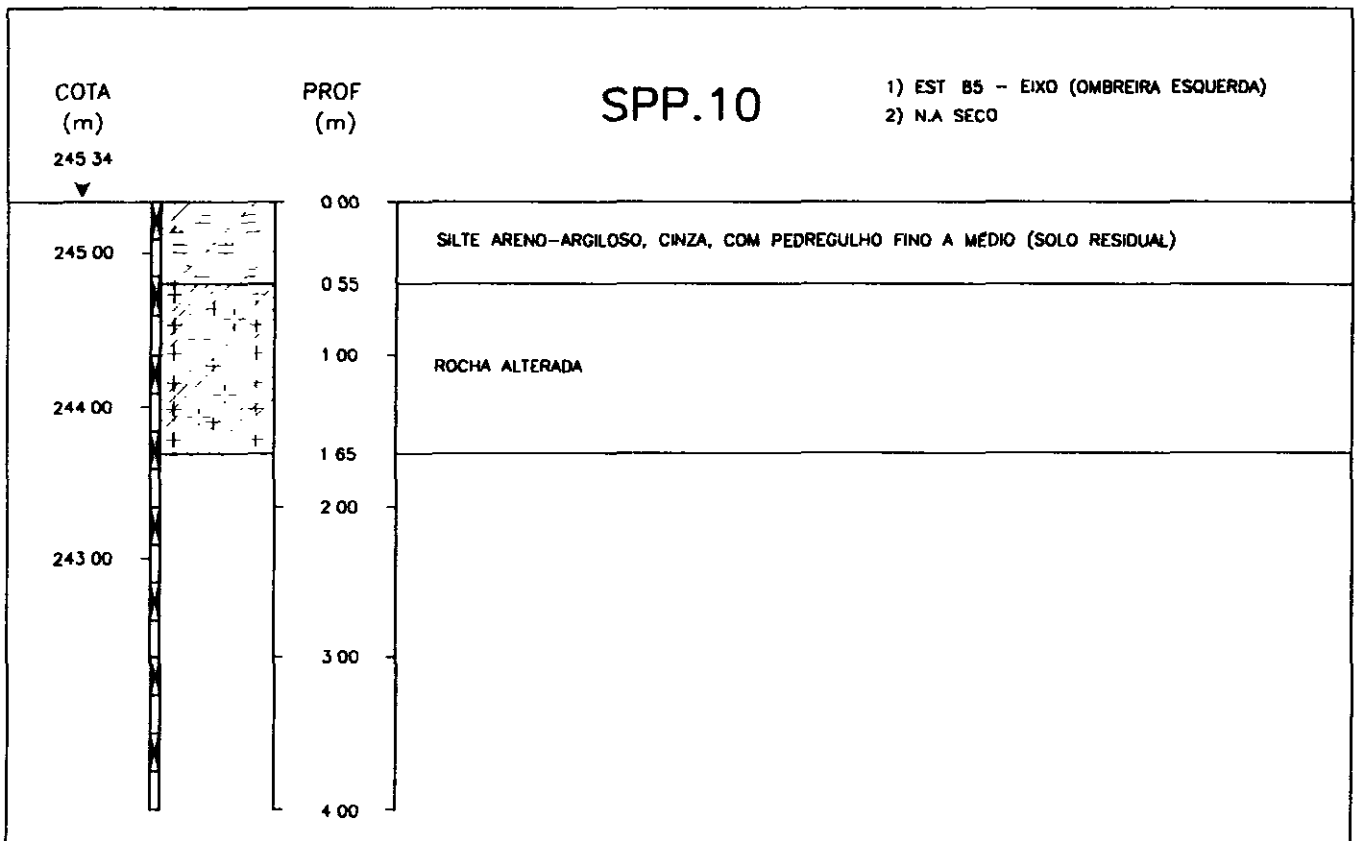 COTA
(m)
245 34
PROF
(m)
SPP.10
1) EST B5 - EIXO (OMBREIRA ESQUERDA)
2) N.A SECO
0 00
SILTE ARENO-ARGILOSO, CINZA, COM PEDREGULHO FINO A MÉDIO (SOLO RESIDUAL)
245 00
0 55
1 00
ROCHA ALTERADA
244 00
1 65
2 00
243 00
3 00
4 00